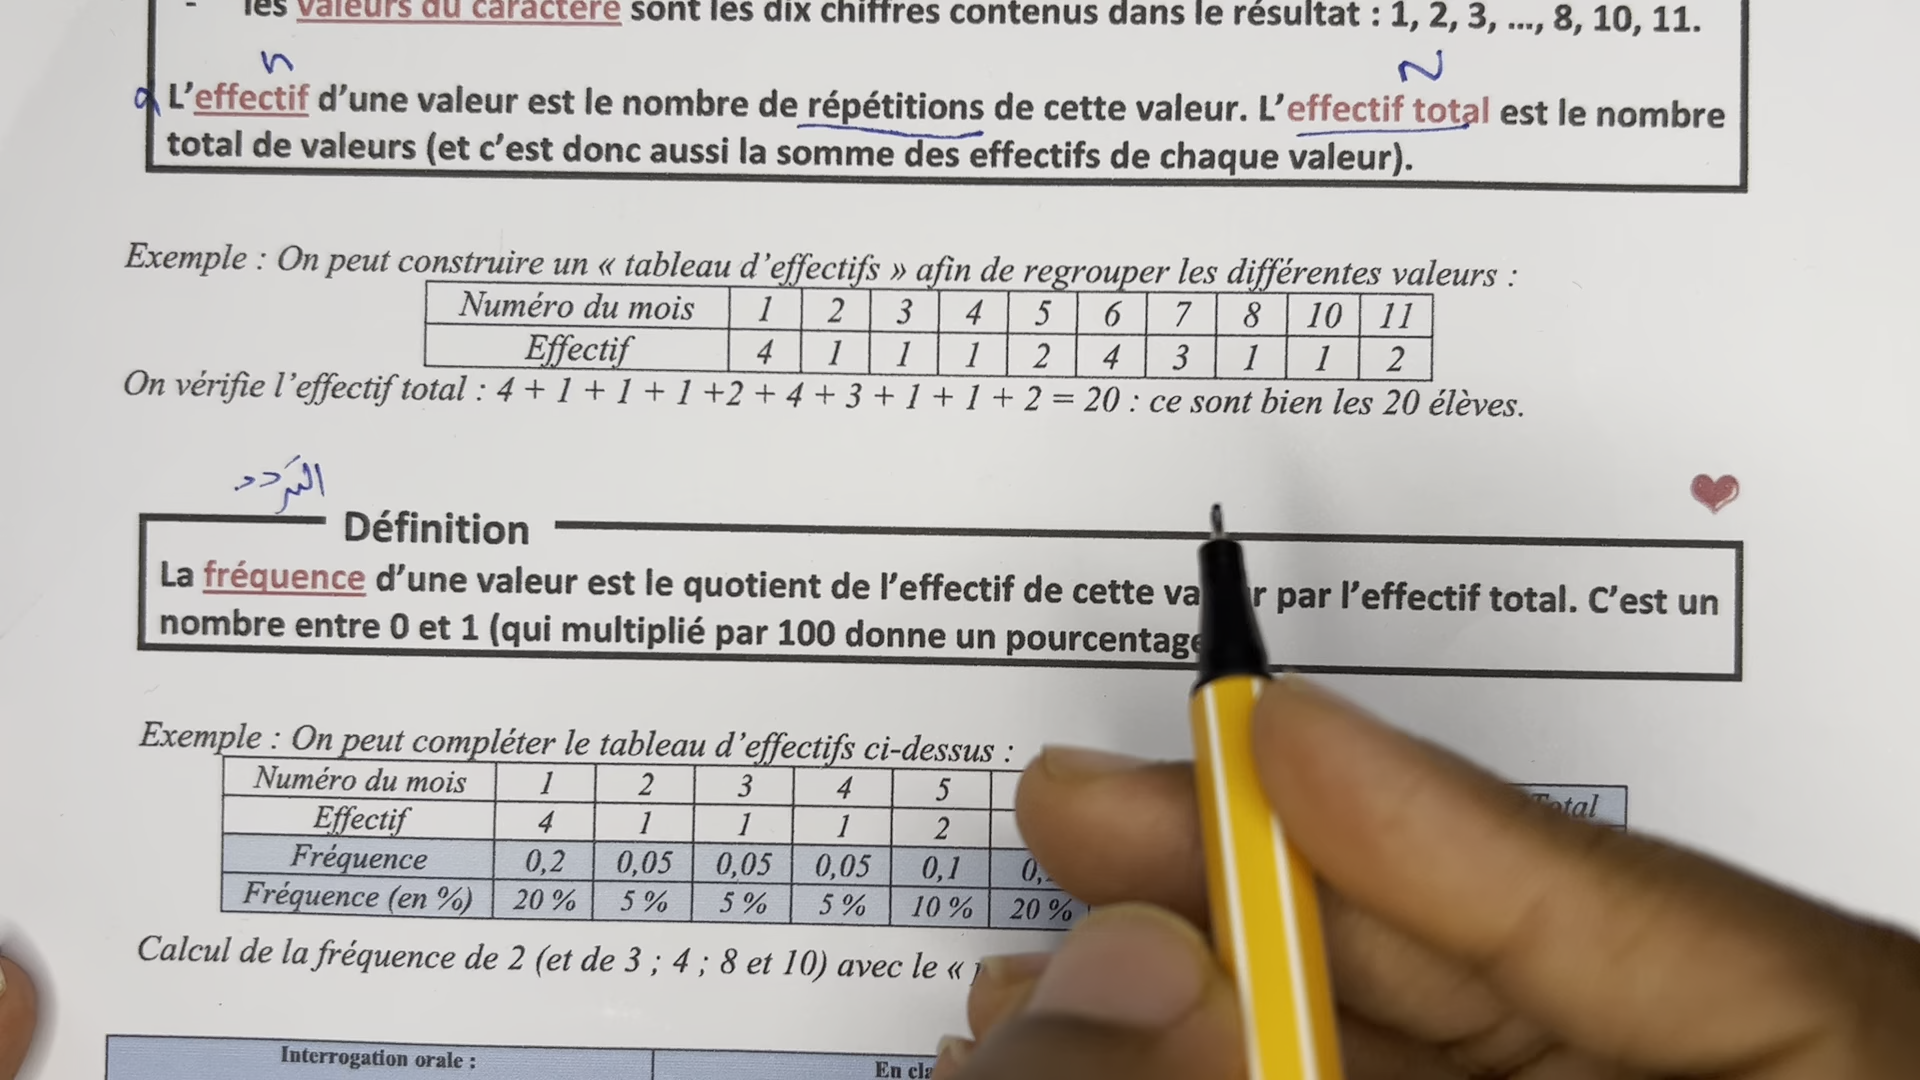 - les valeurs du caractère sont les dix chiffres contenus dans le résultat : 1, 2, 3, ..., 8, 10, 11.
n N
L'effectif d'une valeur est le nombre de répétitions de cette valeur. L'effectif total est le nombre
total de valeurs (et c'est donc aussi la somme des effectifs de chaque valeur).
Exemple : On peut construire un « tableau d'effectifs » afin de regrouper les différentes valeurs :
Numéro du mois 1 2 3 4 5 6 7 8 10 11
Effectif 4 1 1 1 2 4 3 1 1 2
On vérifie l'effectif total : 4 + 1 + 1 + 1 +2 + 4 + 3 + 1 + 1 + 2 = 20 : ce sont bien les 20 élèves.
التردد
Définition
La fréquence d'une valeur est le quotient de l'effectif de cette par l'effectif total. C'est un
nombre entre 0 et 1 (qui multiplié par 100 donne un pourcentage
Exemple : On peut compléter le tableau d'effectifs ci-dessus :
Numéro du mois 1 2 3 4 5 Total
Effectif 4 1 1 1 2
Fréquence 0,2 0,05 0,05 0,05 0,1
Fréquence (en %) 20 % 5 % 5 % 5 % 10 % 20 %
Calcul de la fréquence de 2 (et de 3 ; 4 ; 8 et 10) avec le «
Interrogation orale :
En